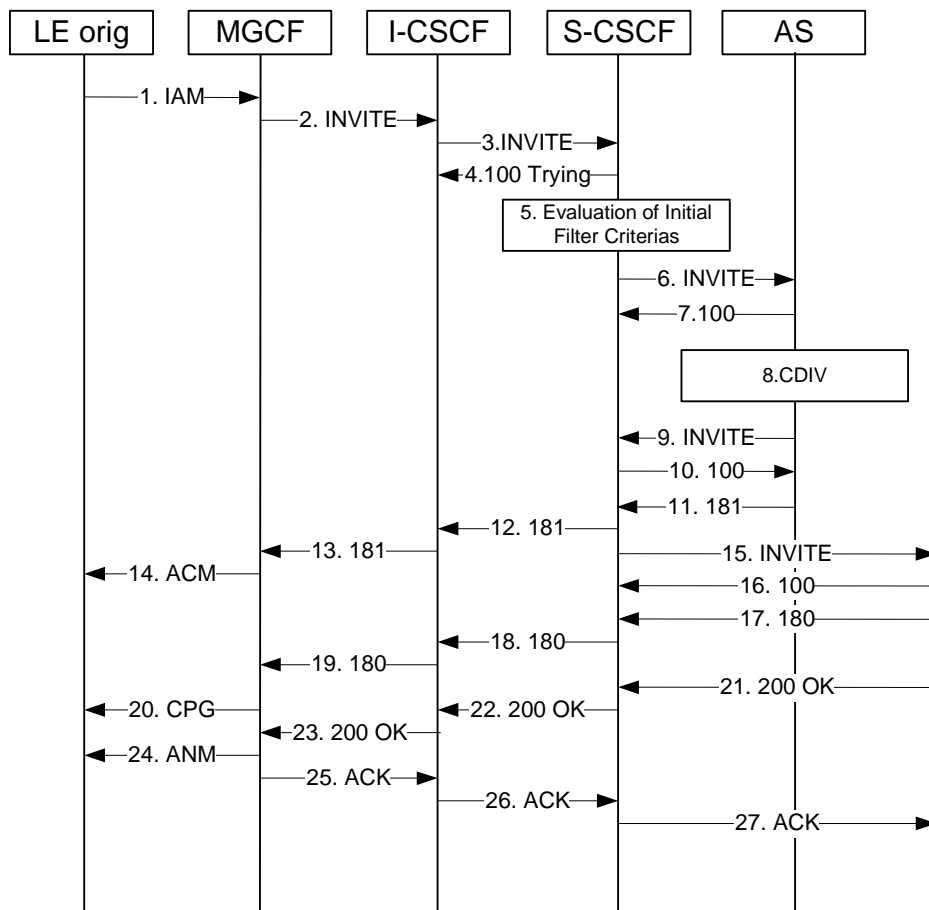 LE orig
MGCF
I-CSCF
S-CSCF
AS
1. IAM
2. INVITE
3.INVITE
4.100 Trying
5. Evaluation of Initial
Filter Criterias
6. INVITE
7.100
8.CDIV
9. INVITE
10. 100
11. 181
12. 181
13. 181
15. INVITE
14. ACM
16. 100
17. 180
18. 180
19. 180
21. 200 OK
20. CPG
22. 200 OK
23. 200 OK
24. ANM
25. ACK
26. ACK
27. ACK